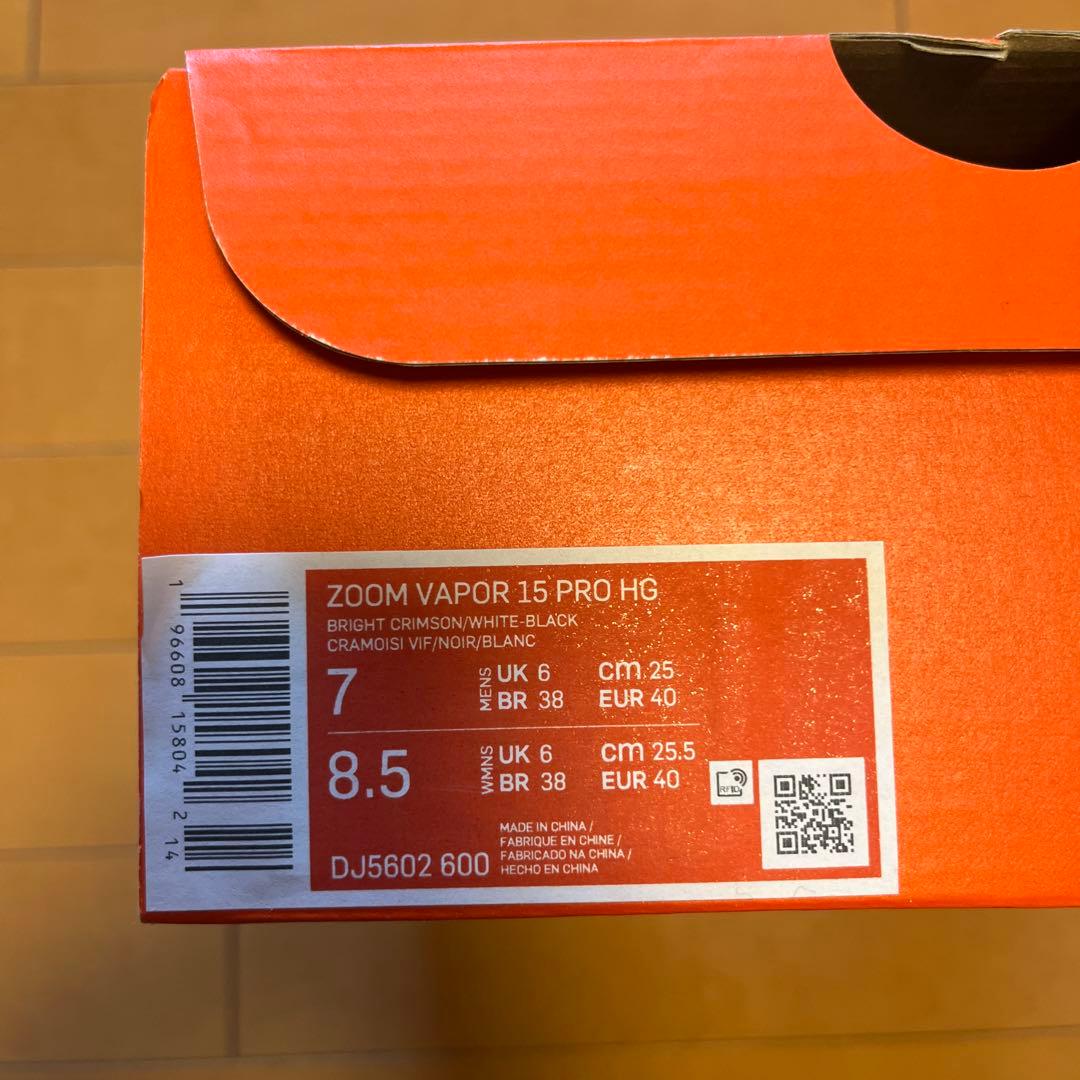 ZOOM VAPOR 15 PRO HG
BRIGHT CRIMSON/WHITE-BLACK
CRAMOISI VIF/NOIR/BLANC
7 MENS UK 6 cm 25
BR 38 EUR 40
8.5 WMNS UK 6 cm 25.5
BR 38 EUR 40
RFID
MADE IN CHINA /
FABRIQUE EN CHINE /
FABRICADO NA CHINA /
HECHO EN CHINA
DJ5602 600
1 96608 15804 2 14